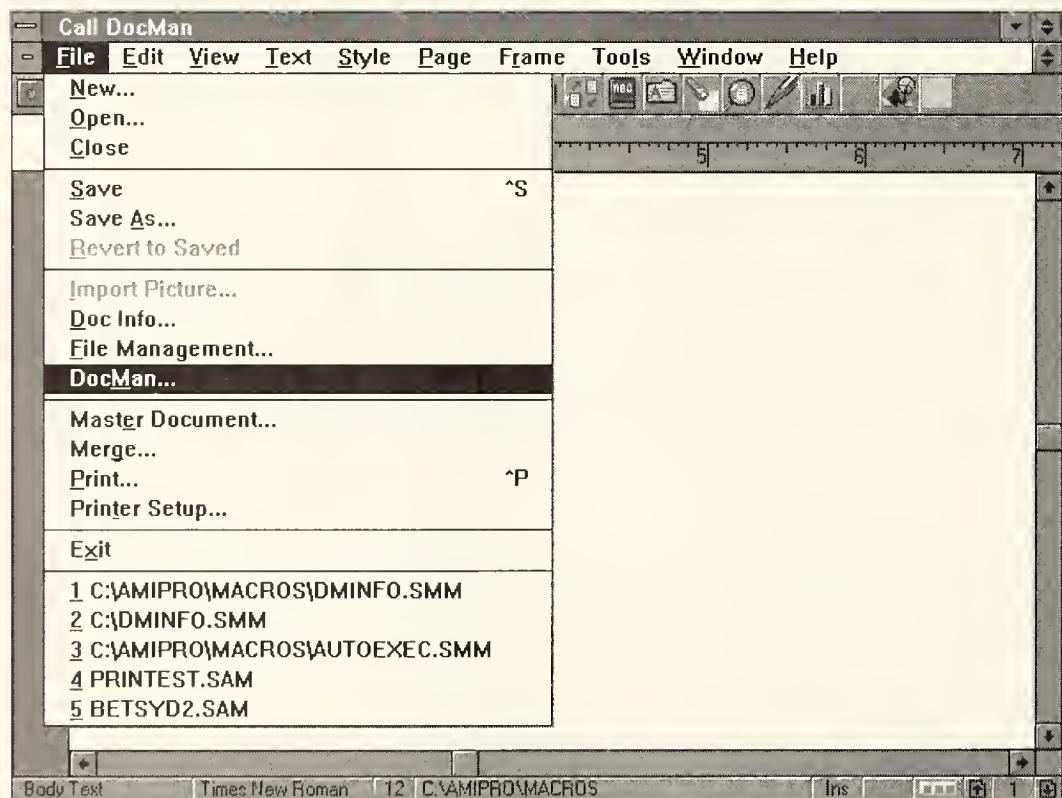 Call DocMan
File Edit View Text Style Page Frame Tools Window Help
New...
Open...
Close
5 6 7
Save ^S
Save As...
Revert to Saved
Import Picture...
Doc Info...
File Management...
DocMan...
Master Document...
Merge...
Print... ^P
Printer Setup...
Exit
1 C:\AMIPRO\MACROS\DMINFO.SMM
2 C:\DMINFO.SMM
3 C:\AMIPRO\MACROS\AUTOEXEC.SMM
4 PRINTEST.SAM
5 BETSYD2.SAM
Body Text Times New Roman 12 C:\AMIPRO\MACROS Ins 1